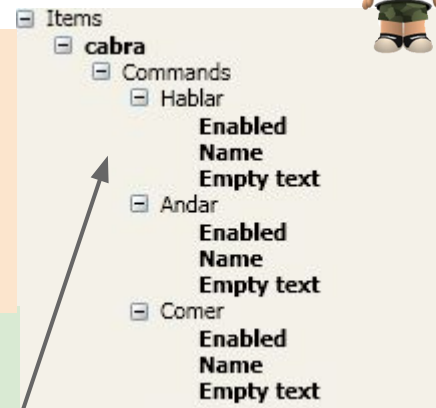 Items
cabra
Commands
Hablar
Enabled
Name
Empty text
Andar
Enabled
Name
Empty text
Comer
Enabled
Name
Empty text